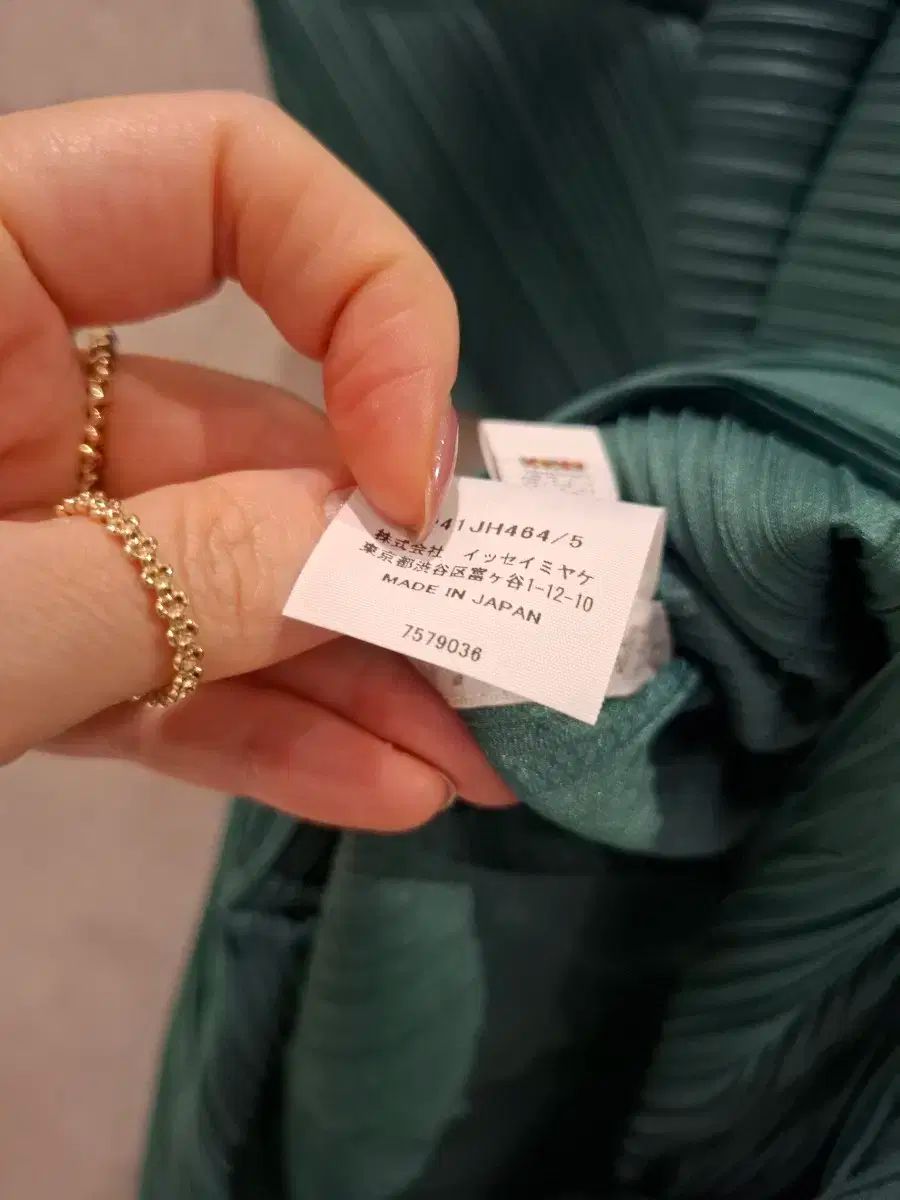 41JH464/5
株式会社 イッセイミヤケ
東京都渋谷区富ヶ谷1-12-10
MADE IN JAPAN
7579036